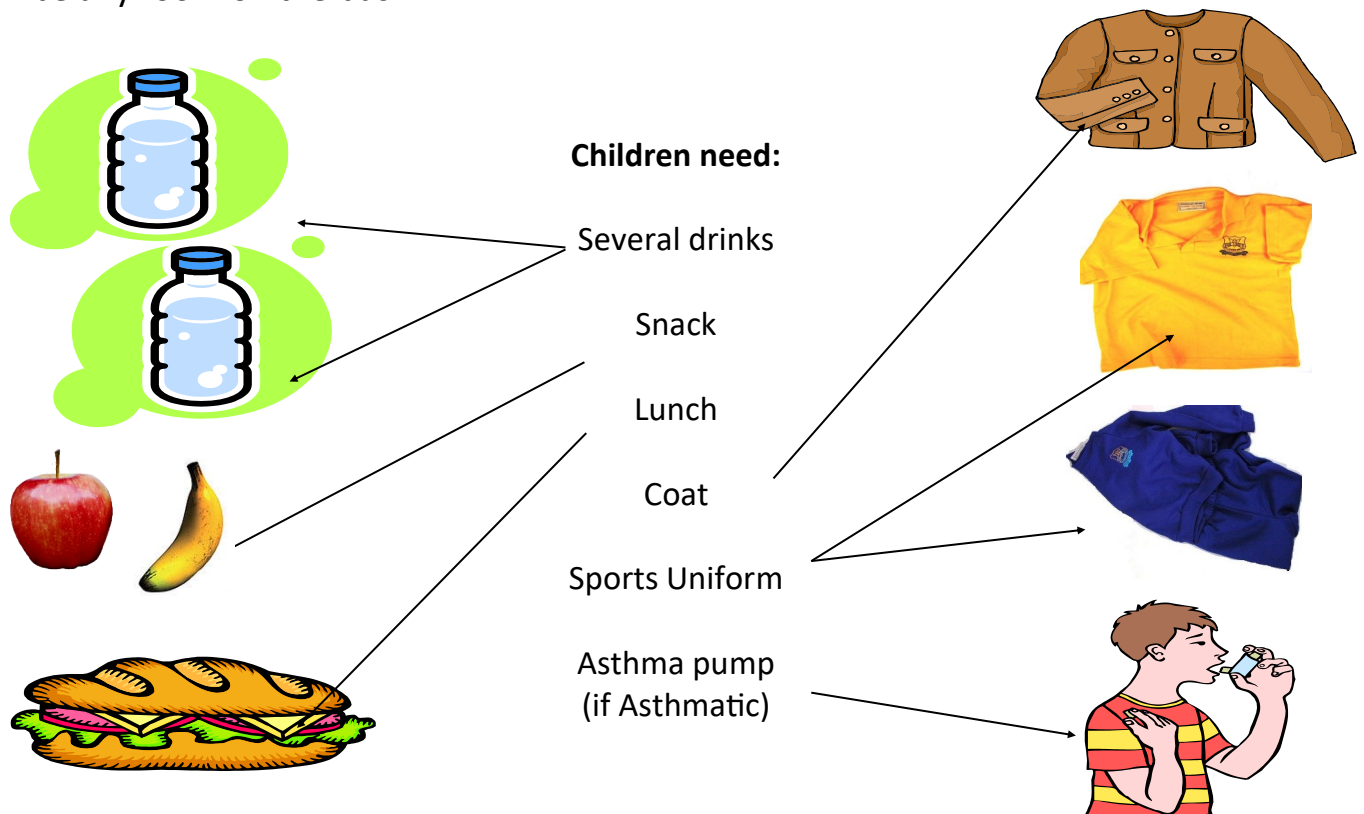 Children need:
Several drinks
Snack
Lunch
Coat
Sports Uniform
Asthma pump
(if Asthmatic)